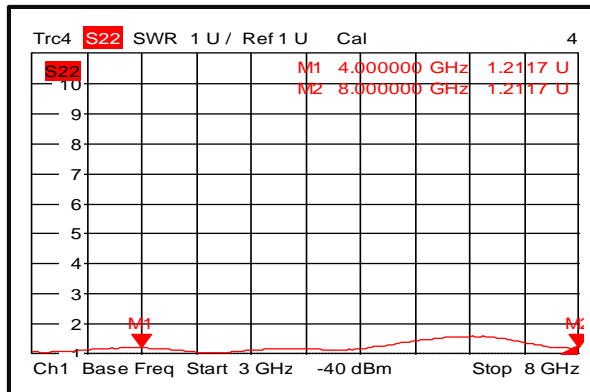 Trc4 S22 SWR 1 U / Ref 1 U Cal 4
S22
M1 4.000000 GHz 1.2117 U
M2 8.000000 GHz 1.2117 U
10
9
8
7
6
5
4
3
2
1
M1
M2
Ch1 Base Freq Start 3 GHz -40 dBm Stop 8 GHz